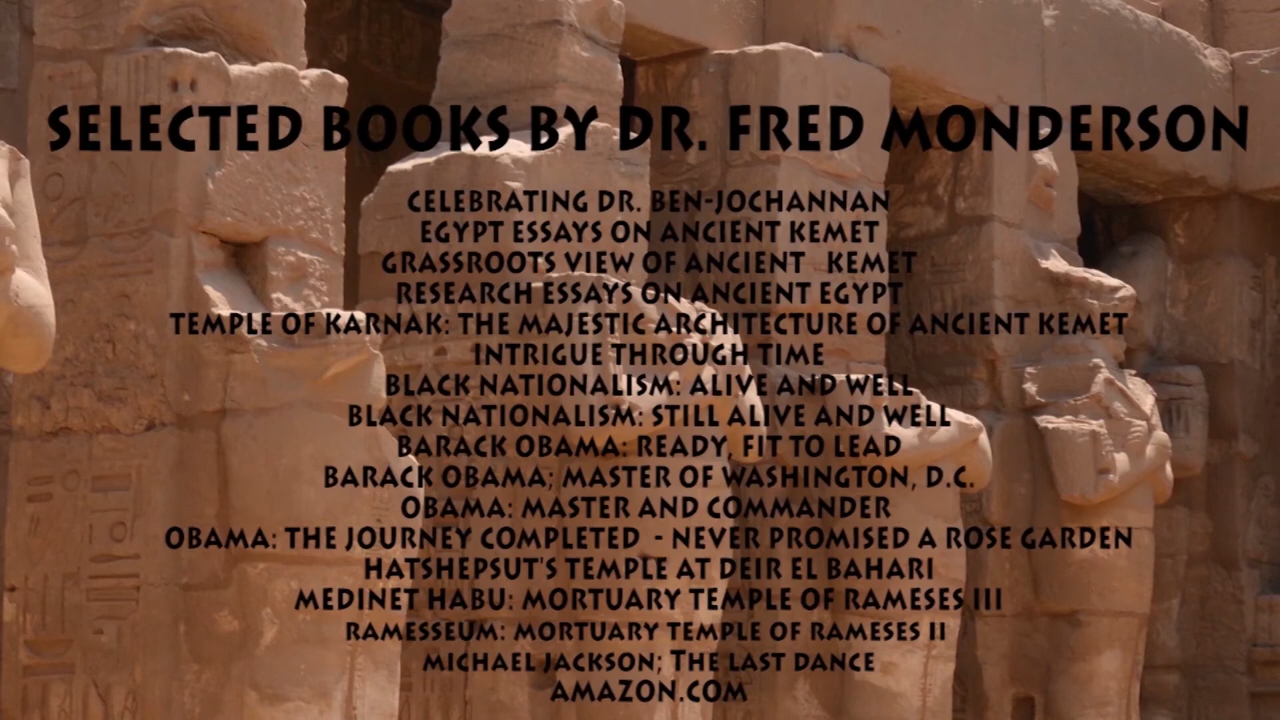 SELECTED BOOKS BY DR. FRED MONDERSON
CELEBRATING DR. BEN-JOCHANNAN
EGYPT ESSAYS ON ANCIENT KEMET
GRASSROOTS VIEW OF ANCIENT KEMET
RESEARCH ESSAYS ON ANCIENT EGYPT
TEMPLE OF KARNAK: THE MAJESTIC ARCHITECTURE OF ANCIENT KEMET
INTRIGUE THROUGH TIME
BLACK NATIONALISM: ALIVE AND WELL
BLACK NATIONALISM: STILL ALIVE AND WELL
BARACK OBAMA: READY, FIT TO LEAD
BARACK OBAMA; MASTER OF WASHINGTON, D.C.
OBAMA: MASTER AND COMMANDER
OBAMA: THE JOURNEY COMPLETED - NEVER PROMISED A ROSE GARDEN
HATSHEPSUT'S TEMPLE AT DEIR EL BAHARI
MEDINET HABU: MORTUARY TEMPLE OF RAMESES III
RAMESSEUM: MORTUARY TEMPLE OF RAMESES II
MICHAEL JACKSON; THE LAST DANCE
AMAZON.COM